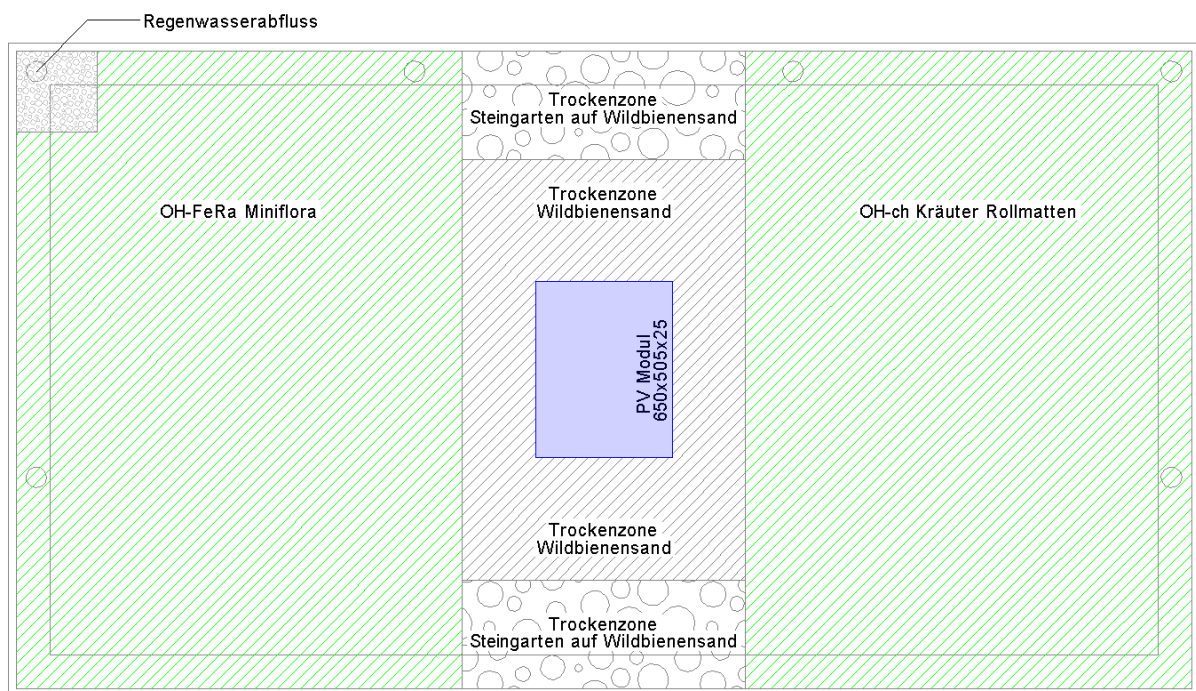 Regenwasserabfluss
Trockenzone
Steingarten auf Wildbienensand
Trockenzone
Wildbienensand
OH-FeRa Miniflora
OH-ch Kräuter Rollmatten
PV Modul
650x505x25
Trockenzone
Wildbienensand
Trockenzone
Steingarten auf Wildbienensand